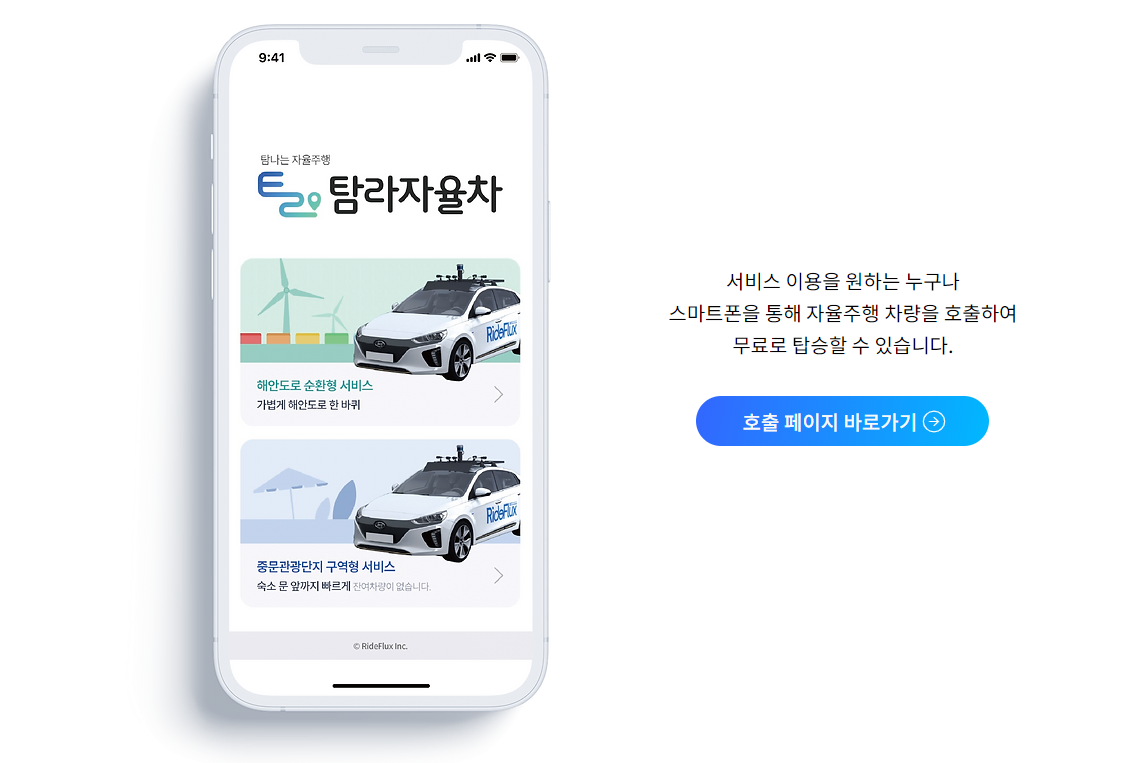 9:41
탐나는 자율주행
탐라자율차
RideFlux
해안도로 순환형 서비스
가볍게 해안도로 한 바퀴
RideFlux
중문관광단지 구역형 서비스
숙소 문 앞까지 빠르게 잔여차량이 없습니다.
© RideFlux Inc.
서비스 이용을 원하는 누구나
스마트폰을 통해 자율주행 차량을 호출하여
무료로 탑승할 수 있습니다.
호출 페이지 바로가기